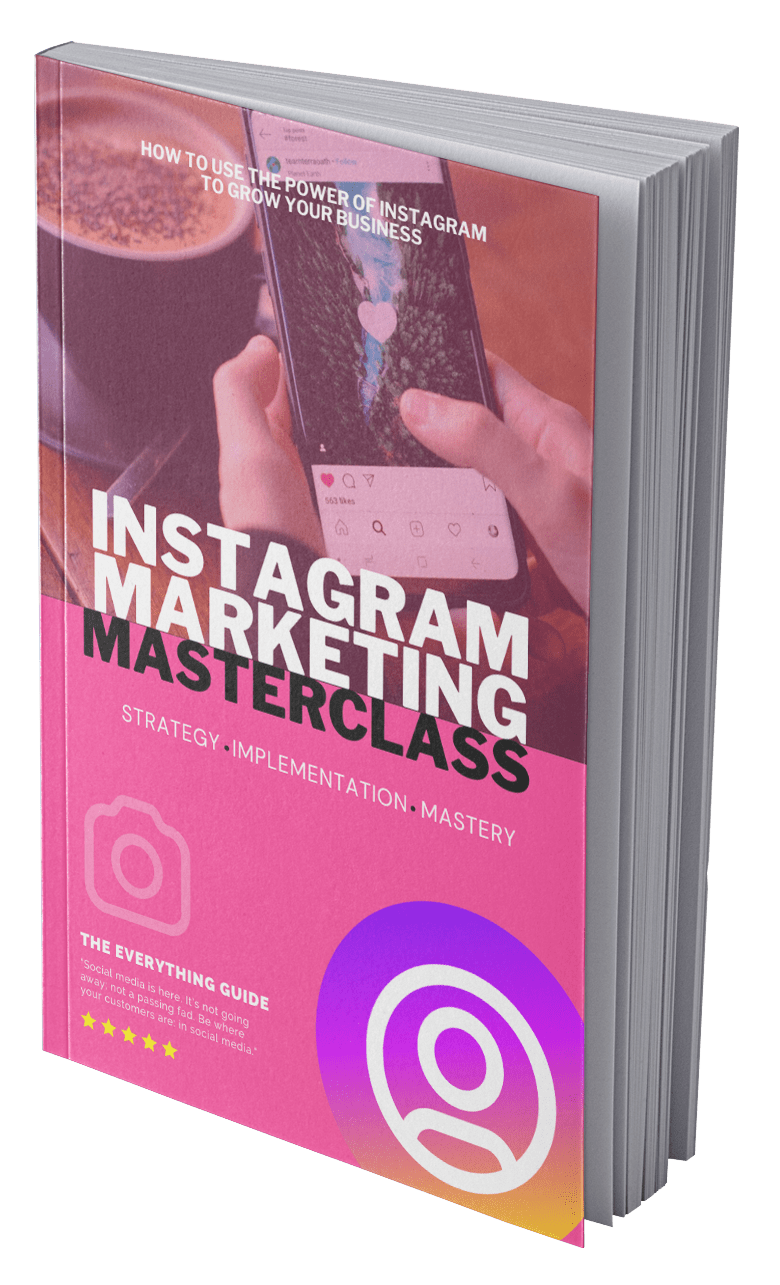 HOW TO USE THE POWER OF INSTAGRAM
TO GROW YOUR BUSINESS
663 likes
INSTAGRAM
MARKETING
MASTERCLASS
STRATEGY • IMPLEMENTATION • MASTERY
THE EVERYTHING GUIDE
"Social media is here. It's not going
away; not a passing fad. Be where
your customers are: in social media."